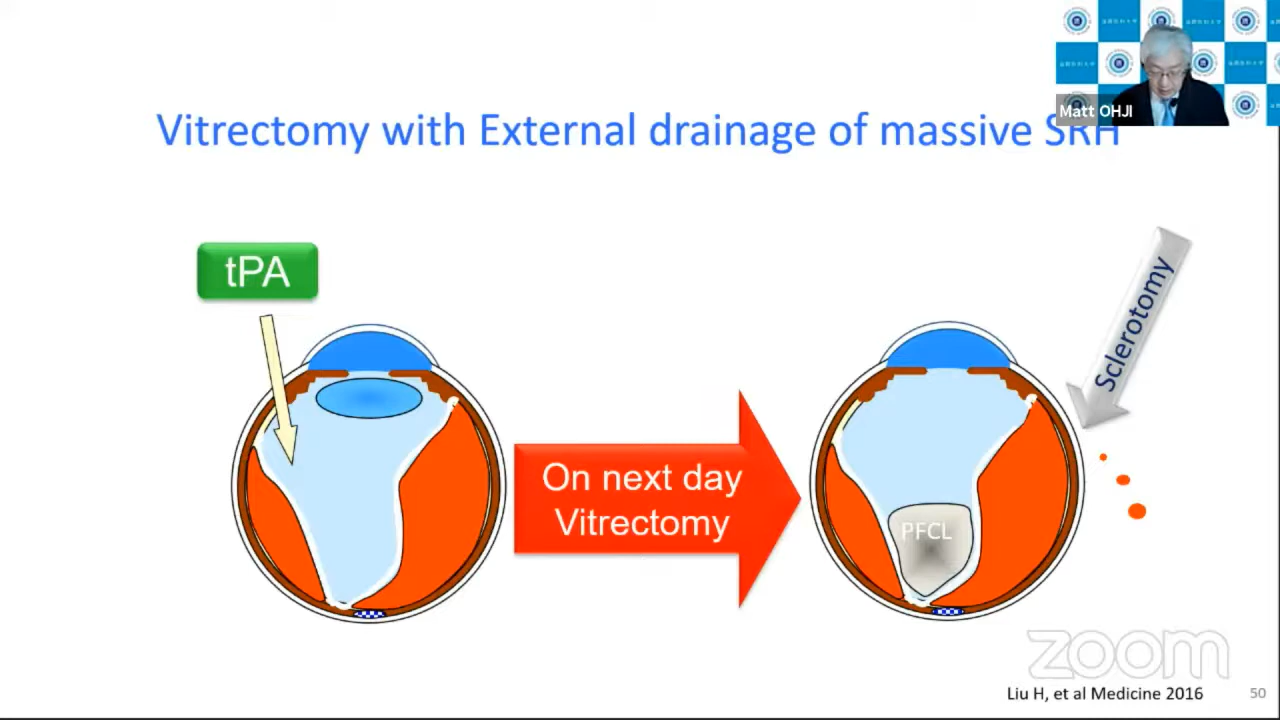 Matt OHJI
Vitrectomy with External drainage of massive SRH
tPA
Sclerotomy
On next day
Vitrectomy
PFCL
zoom
Liu H, et al Medicine 2016
50